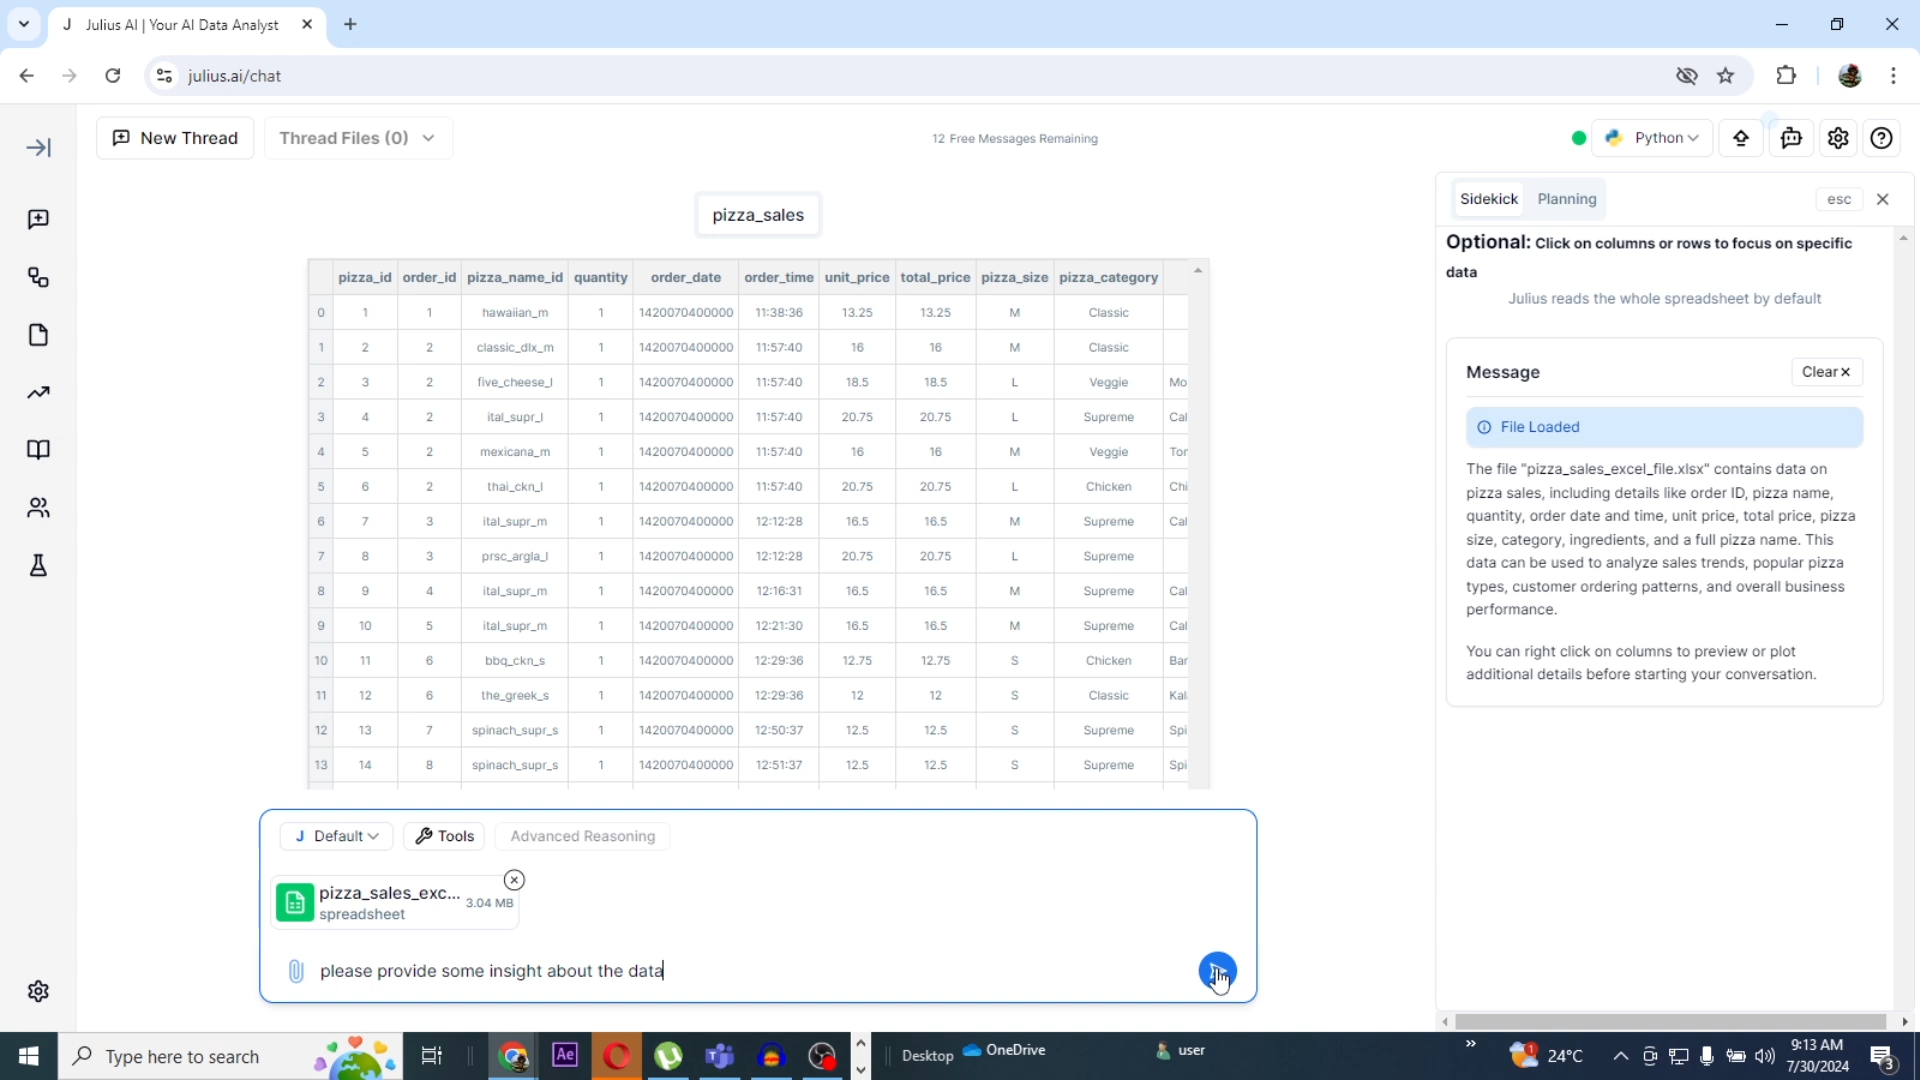 J Julius AI | Your AI Data Analyst
julius.ai/chat
New Thread
Thread Files (0)
12 Free Messages Remaining
Python
pizza_sales
pizza_id order_id pizza_name_id quantity order_date order_time unit_price total_price pizza_size pizza_category
0 1 1 hawaiian_m 1 1420070400000 11:38:36 13.25 13.25 M Classic
1 2 2 classic_dlx_m 1 1420070400000 11:57:40 16 16 M Classic
2 3 2 five_cheese_l 1 1420070400000 11:57:40 18.5 18.5 L Veggie Mo
3 4 2 ital_supr_l 1 1420070400000 11:57:40 20.75 20.75 L Supreme Cal
4 5 2 mexicana_m 1 1420070400000 11:57:40 16 16 M Veggie Tor
5 6 2 thai_ckn_l 1 1420070400000 11:57:40 20.75 20.75 L Chicken Chi
6 7 3 ital_supr_m 1 1420070400000 12:12:28 16.5 16.5 M Supreme Cal
7 8 3 prsc_argla_l 1 1420070400000 12:12:28 20.75 20.75 L Supreme
8 9 4 ital_supr_m 1 1420070400000 12:16:31 16.5 16.5 M Supreme Cal
9 10 5 ital_supr_m 1 1420070400000 12:21:30 16.5 16.5 M Supreme Cal
10 11 6 bbq_ckn_s 1 1420070400000 12:29:36 12.75 12.75 S Chicken Bar
11 12 6 the_greek_s 1 1420070400000 12:29:36 12 12 S Classic Kal
12 13 7 spinach_supr_s 1 1420070400000 12:50:37 12.5 12.5 S Supreme Spi
13 14 8 spinach_supr_s 1 1420070400000 12:51:37 12.5 12.5 S Supreme Spi
J Default
Tools
Advanced Reasoning
pizza_sales_exc...
3.04 MB
spreadsheet
please provide some insight about the data
Sidekick
Planning
esc
Optional: Click on columns or rows to focus on specific
data
Julius reads the whole spreadsheet by default
Message
Clear
File Loaded
The file "pizza_sales_excel_file.xlsx" contains data on
pizza sales, including details like order ID, pizza name,
quantity, order date and time, unit price, total price, pizza
size, category, ingredients, and a full pizza name. This
data can be used to analyze sales trends, popular pizza
types, customer ordering patterns, and overall business
performance.
You can right click on columns to preview or plot
additional details before starting your conversation.
Type here to search
Ae
Desktop
OneDrive
user
»
1
24°C
9:13 AM
7/30/2024
3